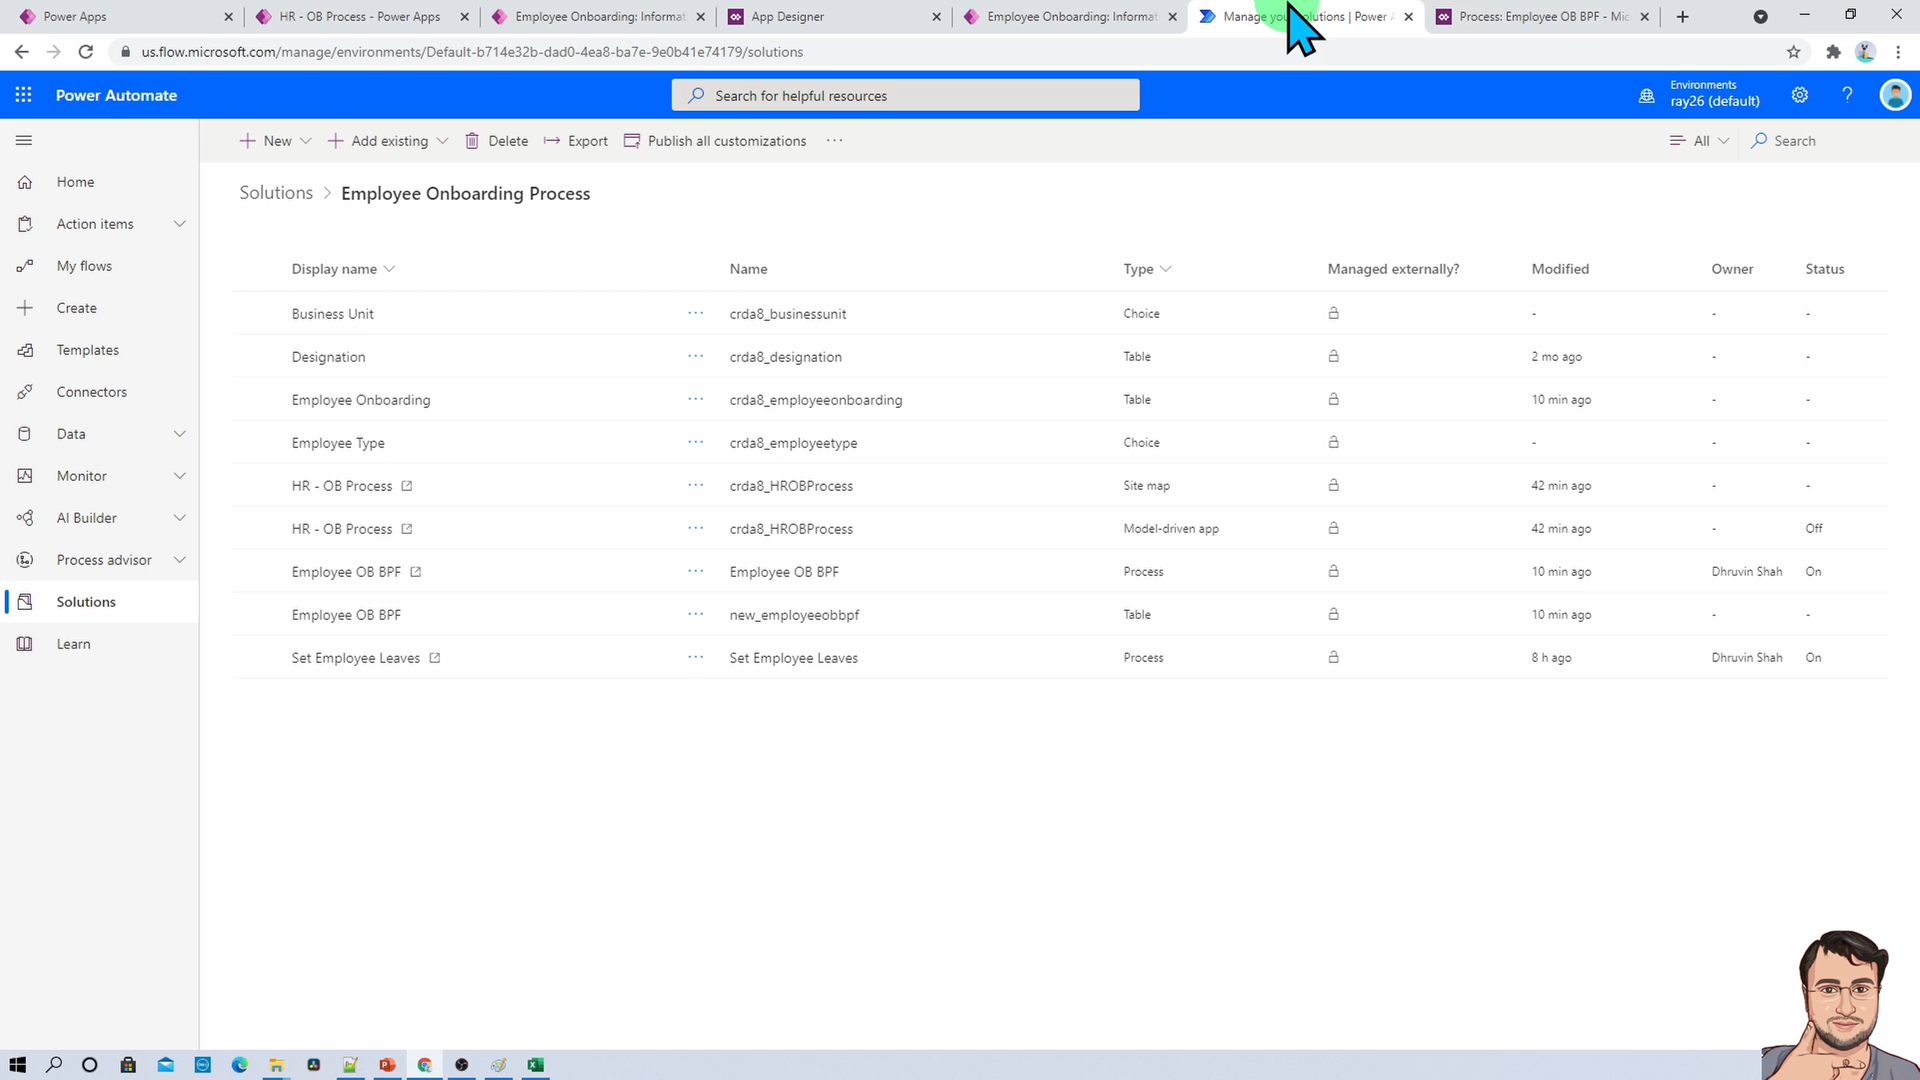 Power Apps
HR - OB Process - Power Apps
Employee Onboarding: Informat
App Designer
Employee Onboarding: Informat
Manage you olutions | Power A
Process: Employee OB BPF - Mic
us.flow.microsoft.com/manage/environments/Default-b714e32b-dad0-4ea8-ba7e-9e0b41e74179/solutions
Power Automate
Search for helpful resources
Environments
ray26 (default)
New
Add existing
Delete
Export
Publish all customizations
All
Search
Home
Action items
My flows
Create
Templates
Connectors
Data
Monitor
AI Builder
Process advisor
Solutions
Learn
Solutions > Employee Onboarding Process
Display name Name Type Managed externally? Modified Owner Status
Business Unit ··· crda8_businessunit Choice - - -
Designation ··· crda8_designation Table 2 mo ago - -
Employee Onboarding ··· crda8_employeeonboarding Table 10 min ago - -
Employee Type ··· crda8_employeetype Choice - - -
HR - OB Process ··· crda8_HROBProcess Site map 42 min ago - -
HR - OB Process ··· crda8_HROBProcess Model-driven app 42 min ago - Off
Employee OB BPF ··· Employee OB BPF Process 10 min ago Dhruvin Shah On
Employee OB BPF ··· new_employeeobbpf Table 10 min ago - -
Set Employee Leaves ··· Set Employee Leaves Process 8 h ago Dhruvin Shah On